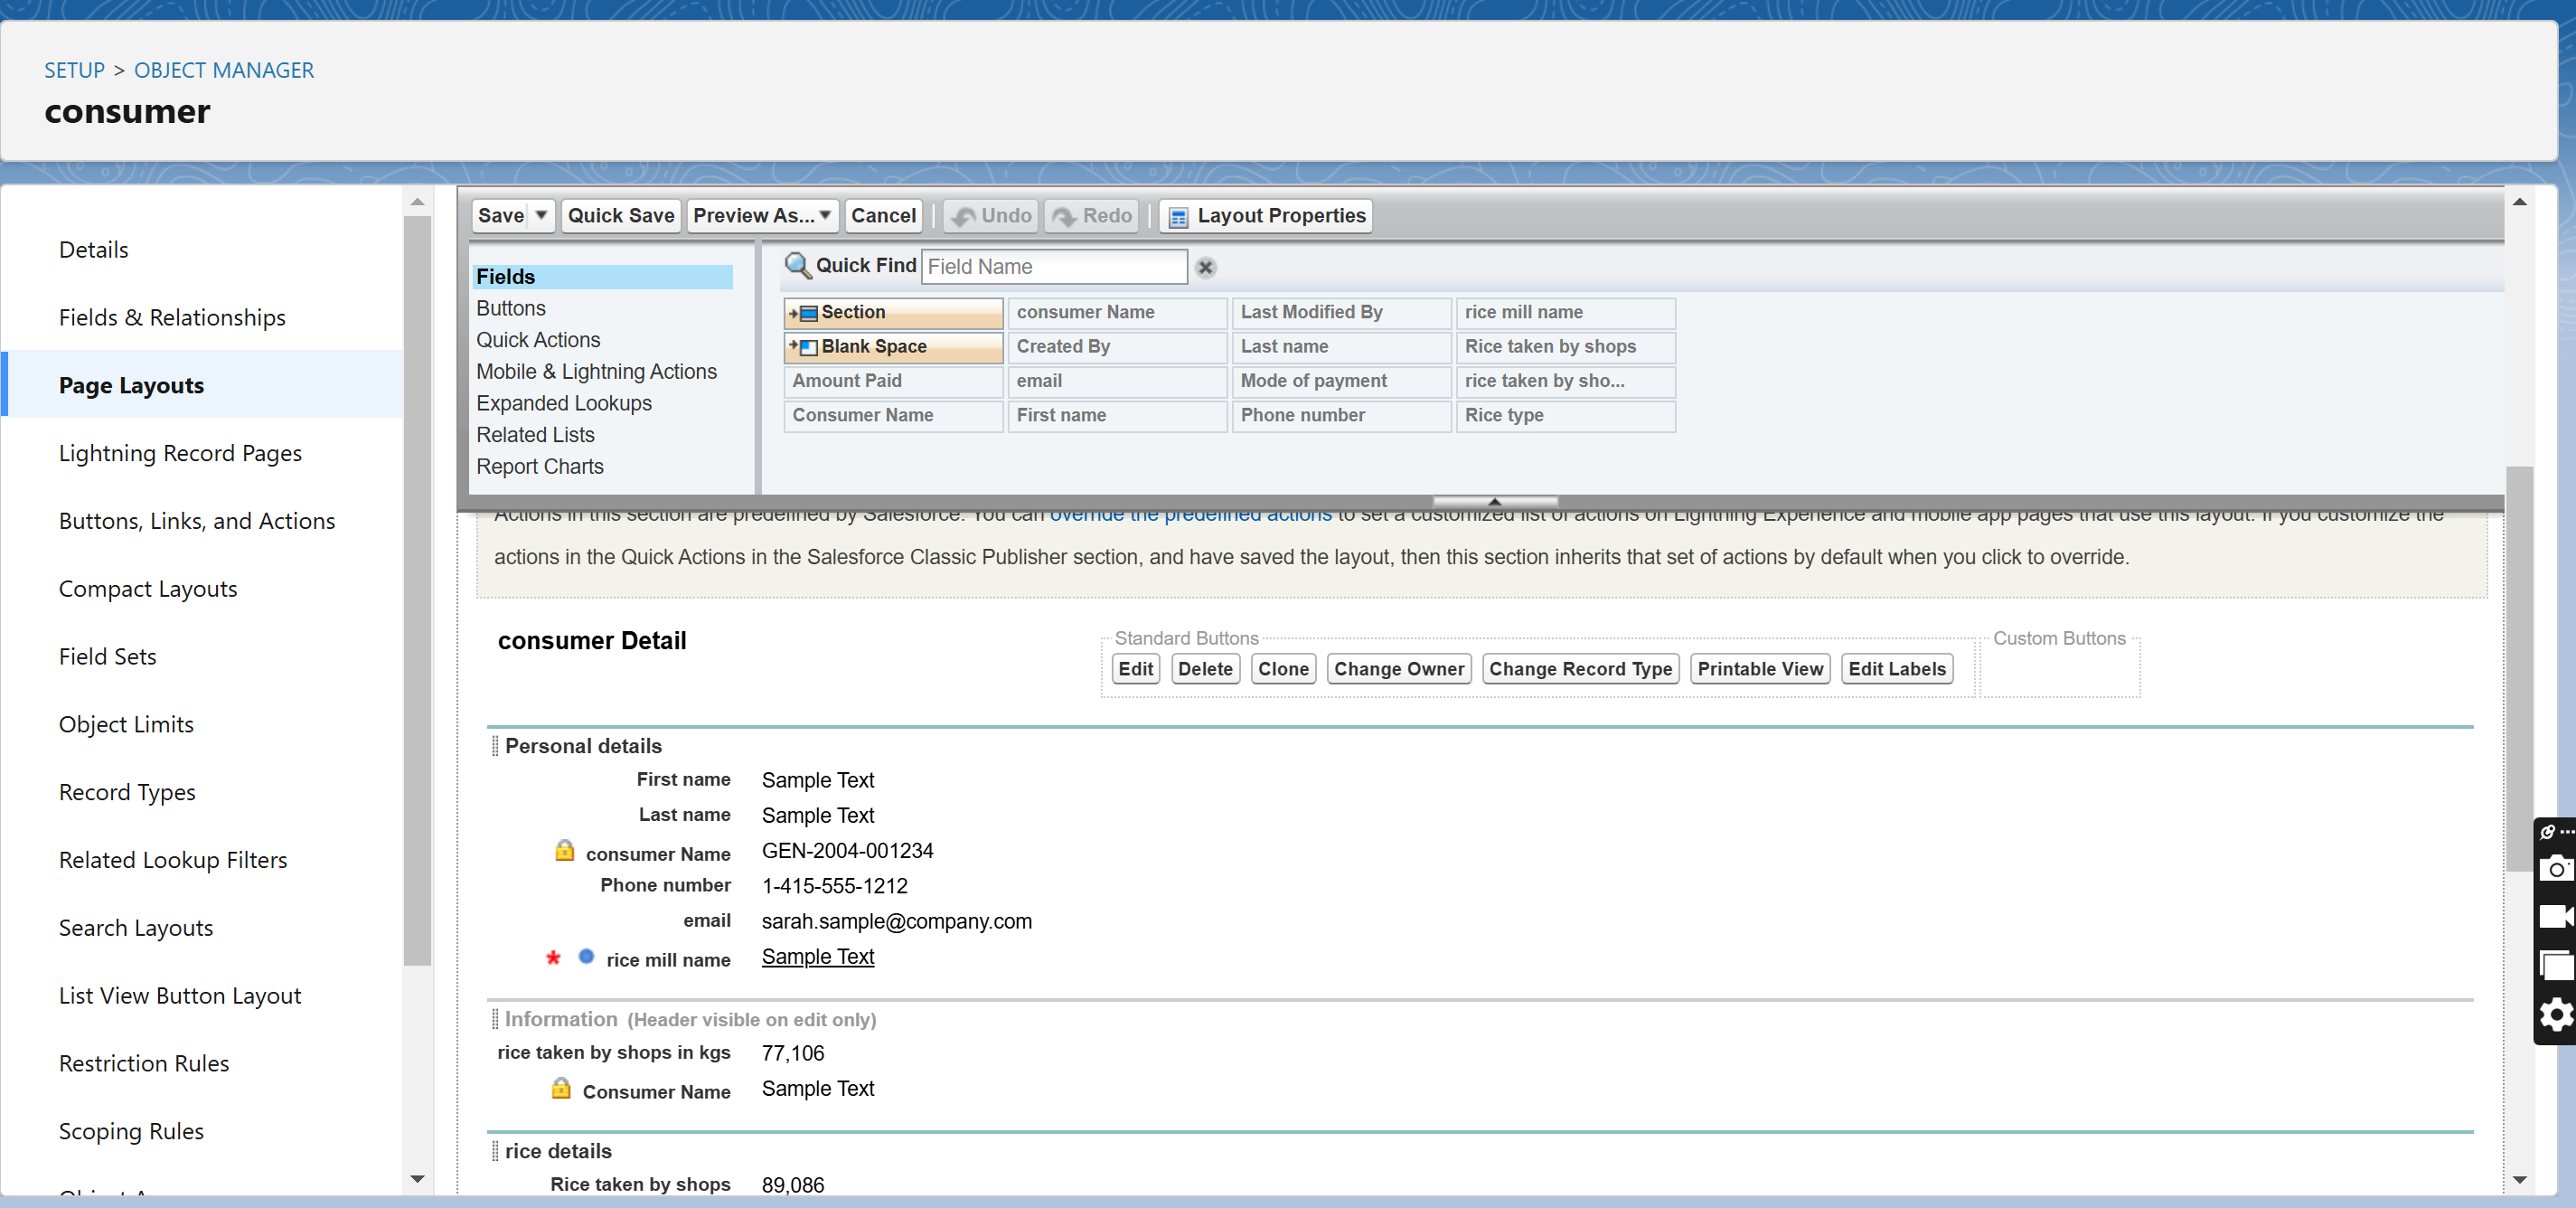 SETUP > OBJECT MANAGER
consumer
Details
Fields & Relationships
Page Layouts
Lightning Record Pages
Buttons, Links, and Actions
Compact Layouts
Field Sets
Object Limits
Record Types
Related Lookup Filters
Search Layouts
List View Button Layout
Restriction Rules
Scoping Rules
Save Quick Save Preview As... Cancel Undo Redo Layout Properties
Fields
Buttons
Quick Actions
Mobile & Lightning Actions
Expanded Lookups
Related Lists
Report Charts
Quick Find Field Name
Section consumer Name Last Modified By rice mill name
Blank Space Created By Last name Rice taken by shops
Amount Paid email Mode of payment rice taken by sho...
Consumer Name First name Phone number Rice type
Actions in this section are predefined by Salesforce. You can override the predefined actions to set a customized list of actions on Lightning Experience and mobile app pages that use this layout. If you customize the
actions in the Quick Actions in the Salesforce Classic Publisher section, and have saved the layout, then this section inherits that set of actions by default when you click to override.
consumer Detail
Standard Buttons
Edit Delete Clone Change Owner Change Record Type Printable View Edit Labels
Custom Buttons
Personal details
First name Sample Text
Last name Sample Text
consumer Name GEN-2004-001234
Phone number 1-415-555-1212
email sarah.sample@company.com
* rice mill name Sample Text
Information (Header visible on edit only)
rice taken by shops in kgs 77,106
Consumer Name Sample Text
rice details
Rice taken by shops 89,086